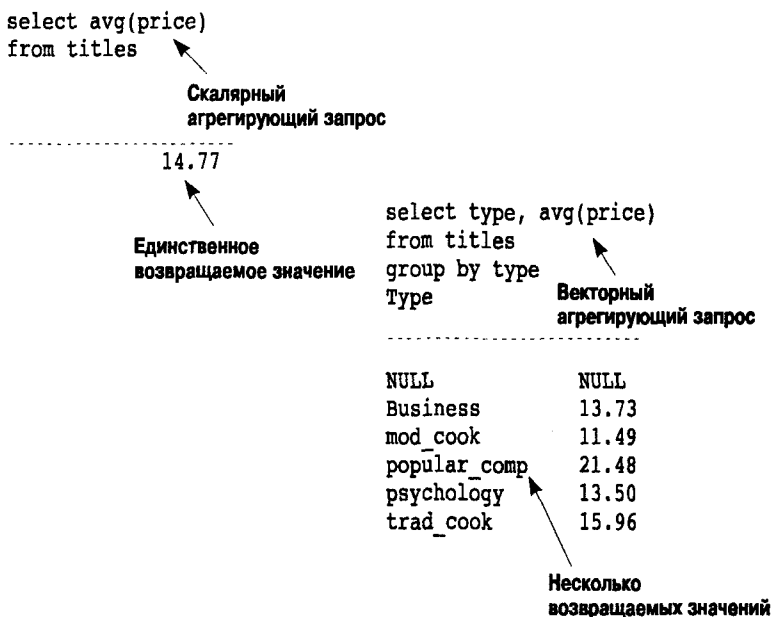 select avg(price)
from titles
Скалярный
агрегирующий запрос
14.77
Единственное
возвращаемое значение
select type, avg(price)
from titles
group by type
Type
Векторный
агрегирующий запрос
NULL NULL
Business 13.73
mod_cook 11.49
popular_comp 21.48
psychology 13.50
trad_cook 15.96
Несколько
возвращаемых значений